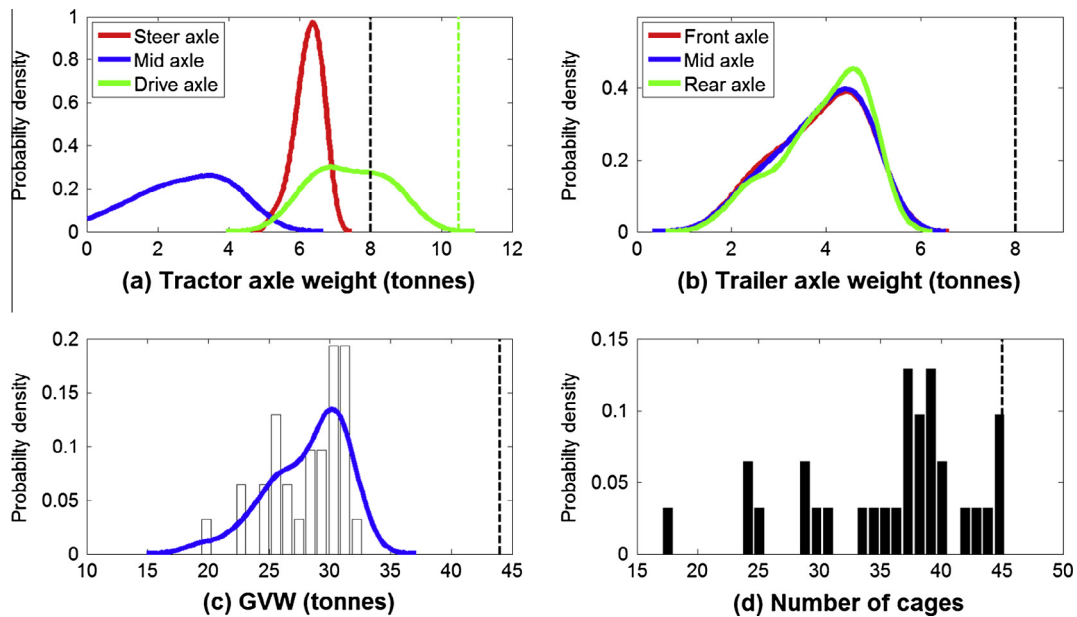 1
0.8
0.6
0.4
0.2
0
Probability density
Steer axle
Mid axle
Drive axle
0 2 4 6 8 10 12
(a) Tractor axle weight (tonnes)
0.4
0.2
0
Probability density
Front axle
Mid axle
Rear axle
0 2 4 6 8
(b) Trailer axle weight (tonnes)
0.2
0.15
0.1
0.05
0
Probabilty density
10 15 20 25 30 35 40 45
(c) GVW (tonnes)
0.15
0.1
0.05
0
Probabilty density
15 20 25 30 35 40 45 50
(d) Number of cages